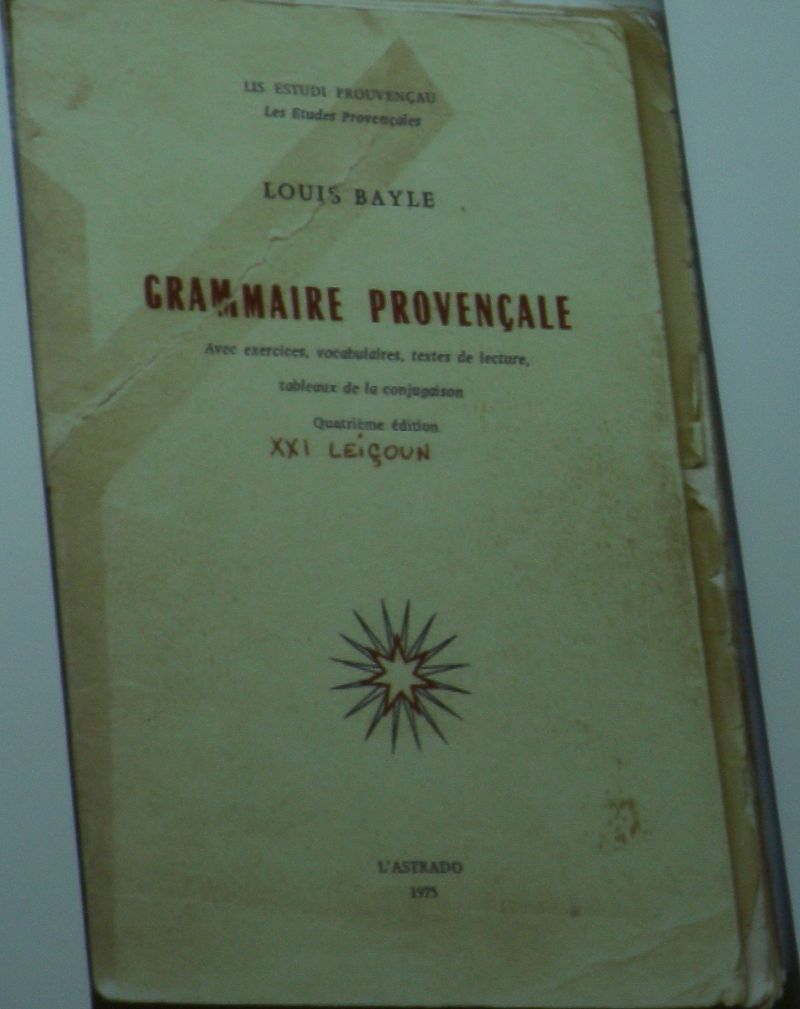 LIS ESTUDI PROUVENÇAU
Les Etudes Provençales
LOUIS BAYLE
GRAMMAIRE PROVENÇALE
Avec exercices, vocabulaires, textes de lecture,
tableaux de la conjugaison
Quatrième édition
XXI LEiÇOUN
L'ASTRADO
1975